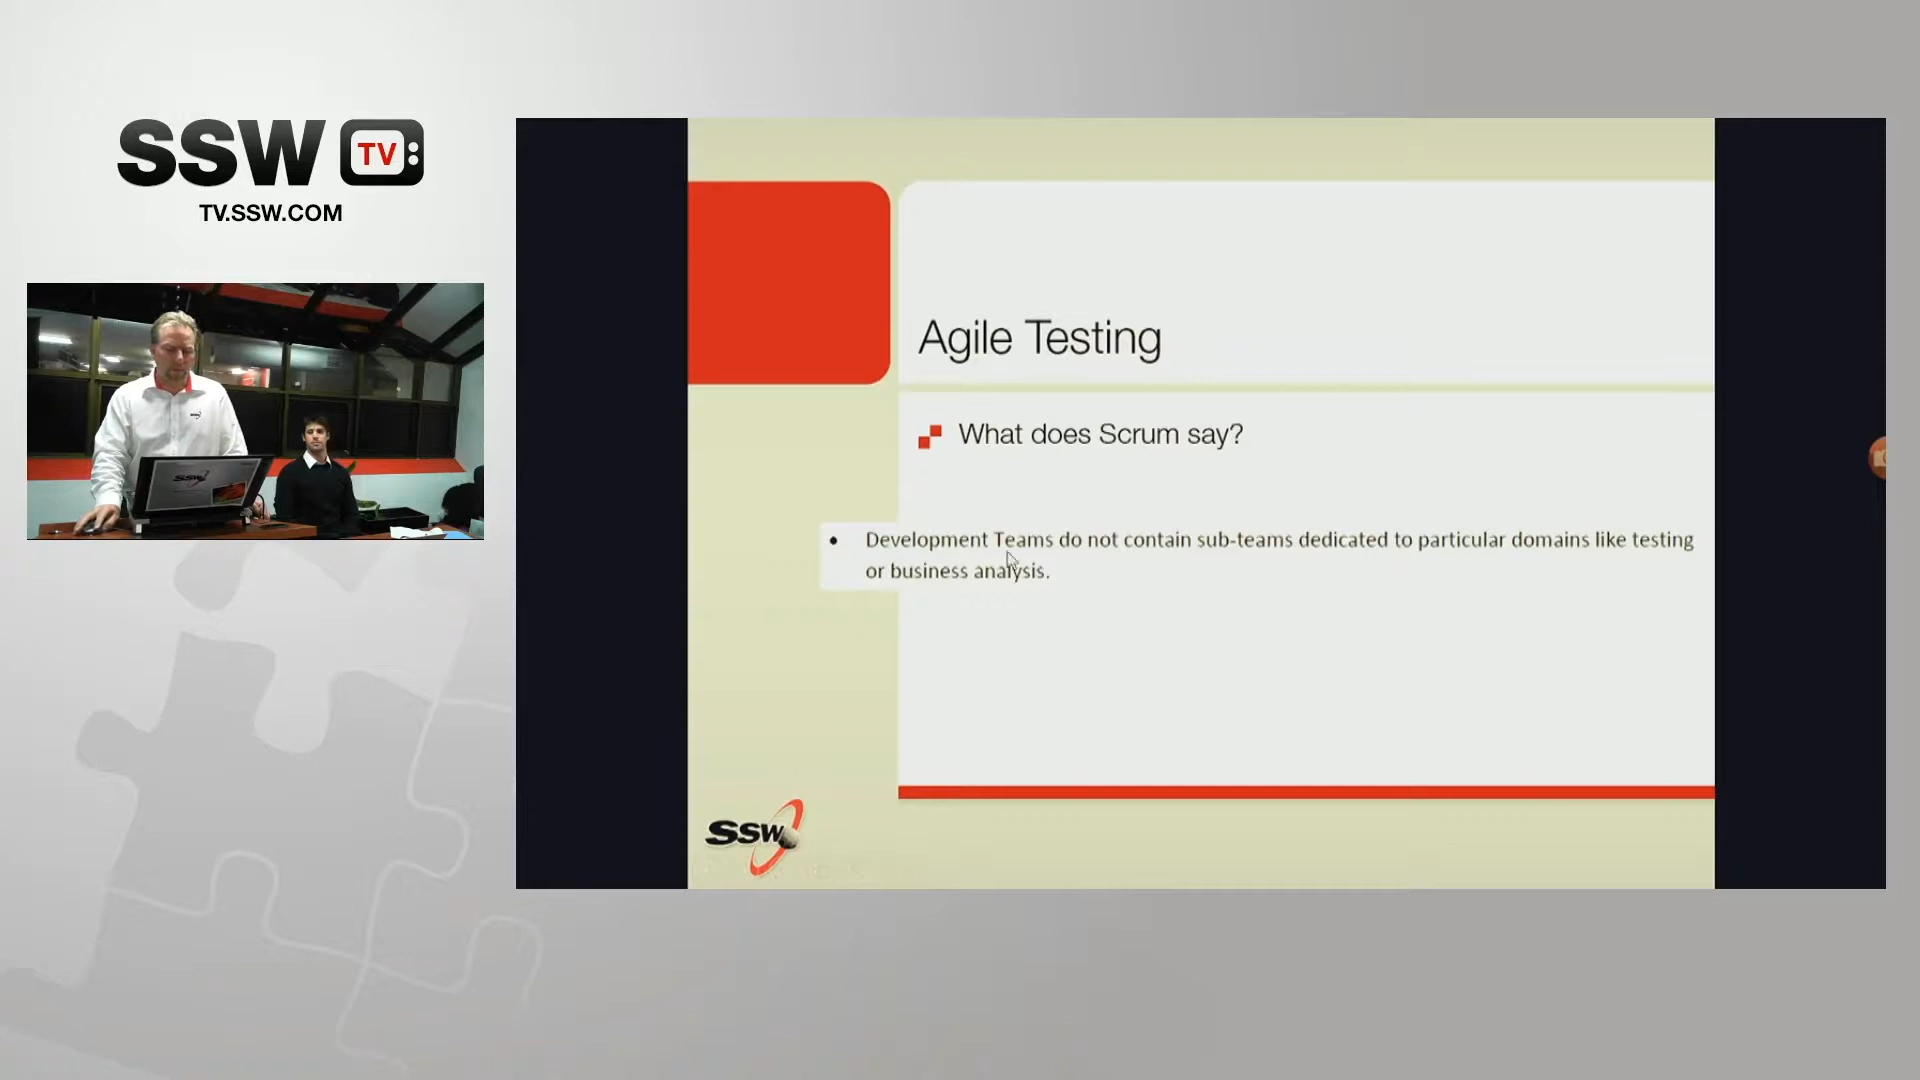 SSW TV:
TV.SSW.COM
SSW
Agile Testing
What does Scrum say?
• Development Teams do not contain sub-teams dedicated to particular domains like testing
or business analysis.
SSW